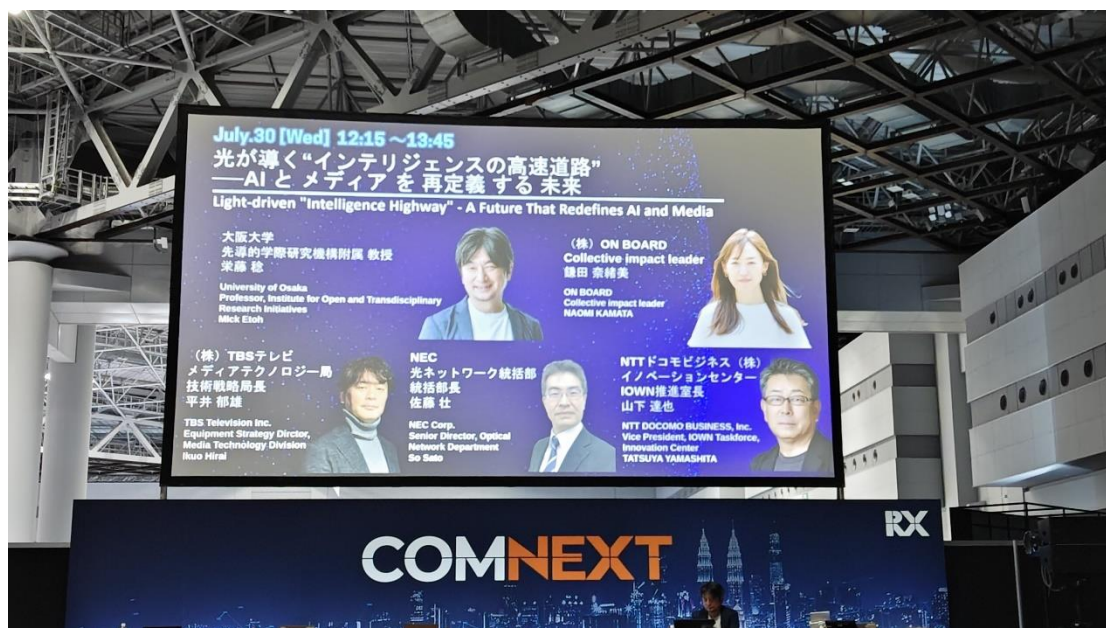 July.30 [Wed] 12:15 ～13:45
光が導く“インテリジェンスの高速道路”
──AI と メディア を 再定義 する 未来
Light-driven "Intelligence Highway" - A Future That Redefines AI and Media
大阪大学
先導的学際研究機構附属 教授
栄藤 稔
University of Osaka
Professor, Institute for Open and Transdisciplinary
Research Initiatives
Mick Etoh
（株）ON BOARD
Collective impact leader
鎌田 奈緒美
ON BOARD
Collective impact leader
NAOMI KAMATA
（株）TBSテレビ
メディアテクノロジー局
技術戦略局長
平井 郁雄
TBS Television Inc.
Equipment Strategy Dirctor,
Media Technology Division
Ikuo Hirai
NEC
光ネットワーク統括部
統括部長
佐藤 壮
NEC Corp.
Senior Director, Optical
Network Department
So Sato
NTTドコモビジネス（株）
イノベーションセンター
IOWN推進室長
山下 達也
NTT DOCOMO BUSINESS, Inc.
Vice President, IOWN Taskforce,
Innovation Center
TATSUYA YAMASHITA
RX
COMNEXT